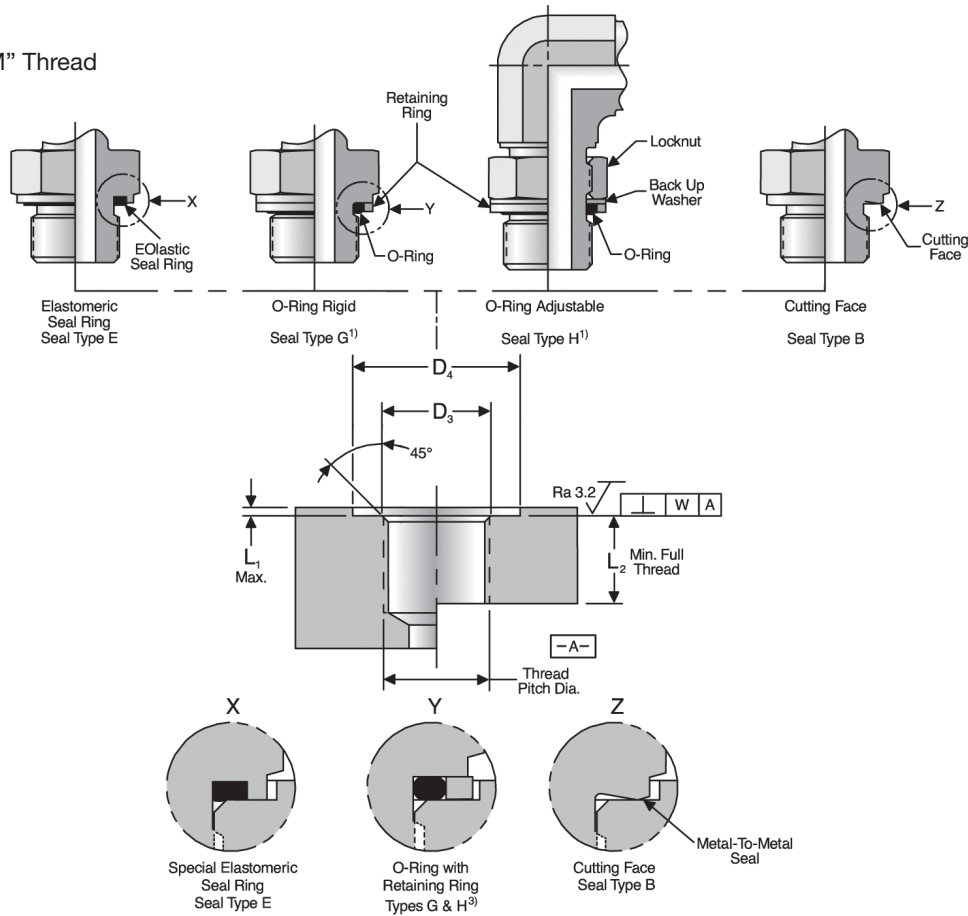 M” Thread
Retaining
Ring
Locknut
Back Up
Washer
X
Y
Z
EOlastic
Seal Ring
O-Ring
O-Ring
Cutting
Face
Elastomeric
Seal Ring
Seal Type E
O-Ring Rigid
Seal Type G1)
O-Ring Adjustable
Seal Type H1)
Cutting Face
Seal Type B
D4
D3
45°
Ra 3.2
⊥ W A
L1
Max.
L2
Min. Full
Thread
-A-
Thread
Pitch Dia.
X
Y
Z
Metal-To-Metal
Seal
Special Elastomeric
Seal Ring
Seal Type E
O-Ring with
Retaining Ring
Types G & H3)
Cutting Face
Seal Type B